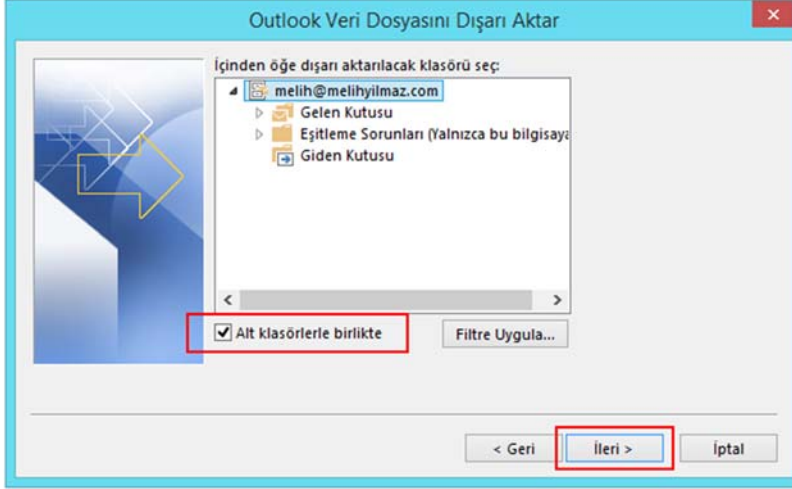 Outlook Veri Dosyasını Dışarı Aktar
İçinden öğe dışarı aktarılacak klasörü seç:
melih@melihyilmaz.com
Gelen Kutusu
Eşitleme Sorunları (Yalnızca bu bilgisaya
Giden Kutusu
Alt klasörlerle birlikte
Filtre Uygula...
< Geri
İleri >
İptal